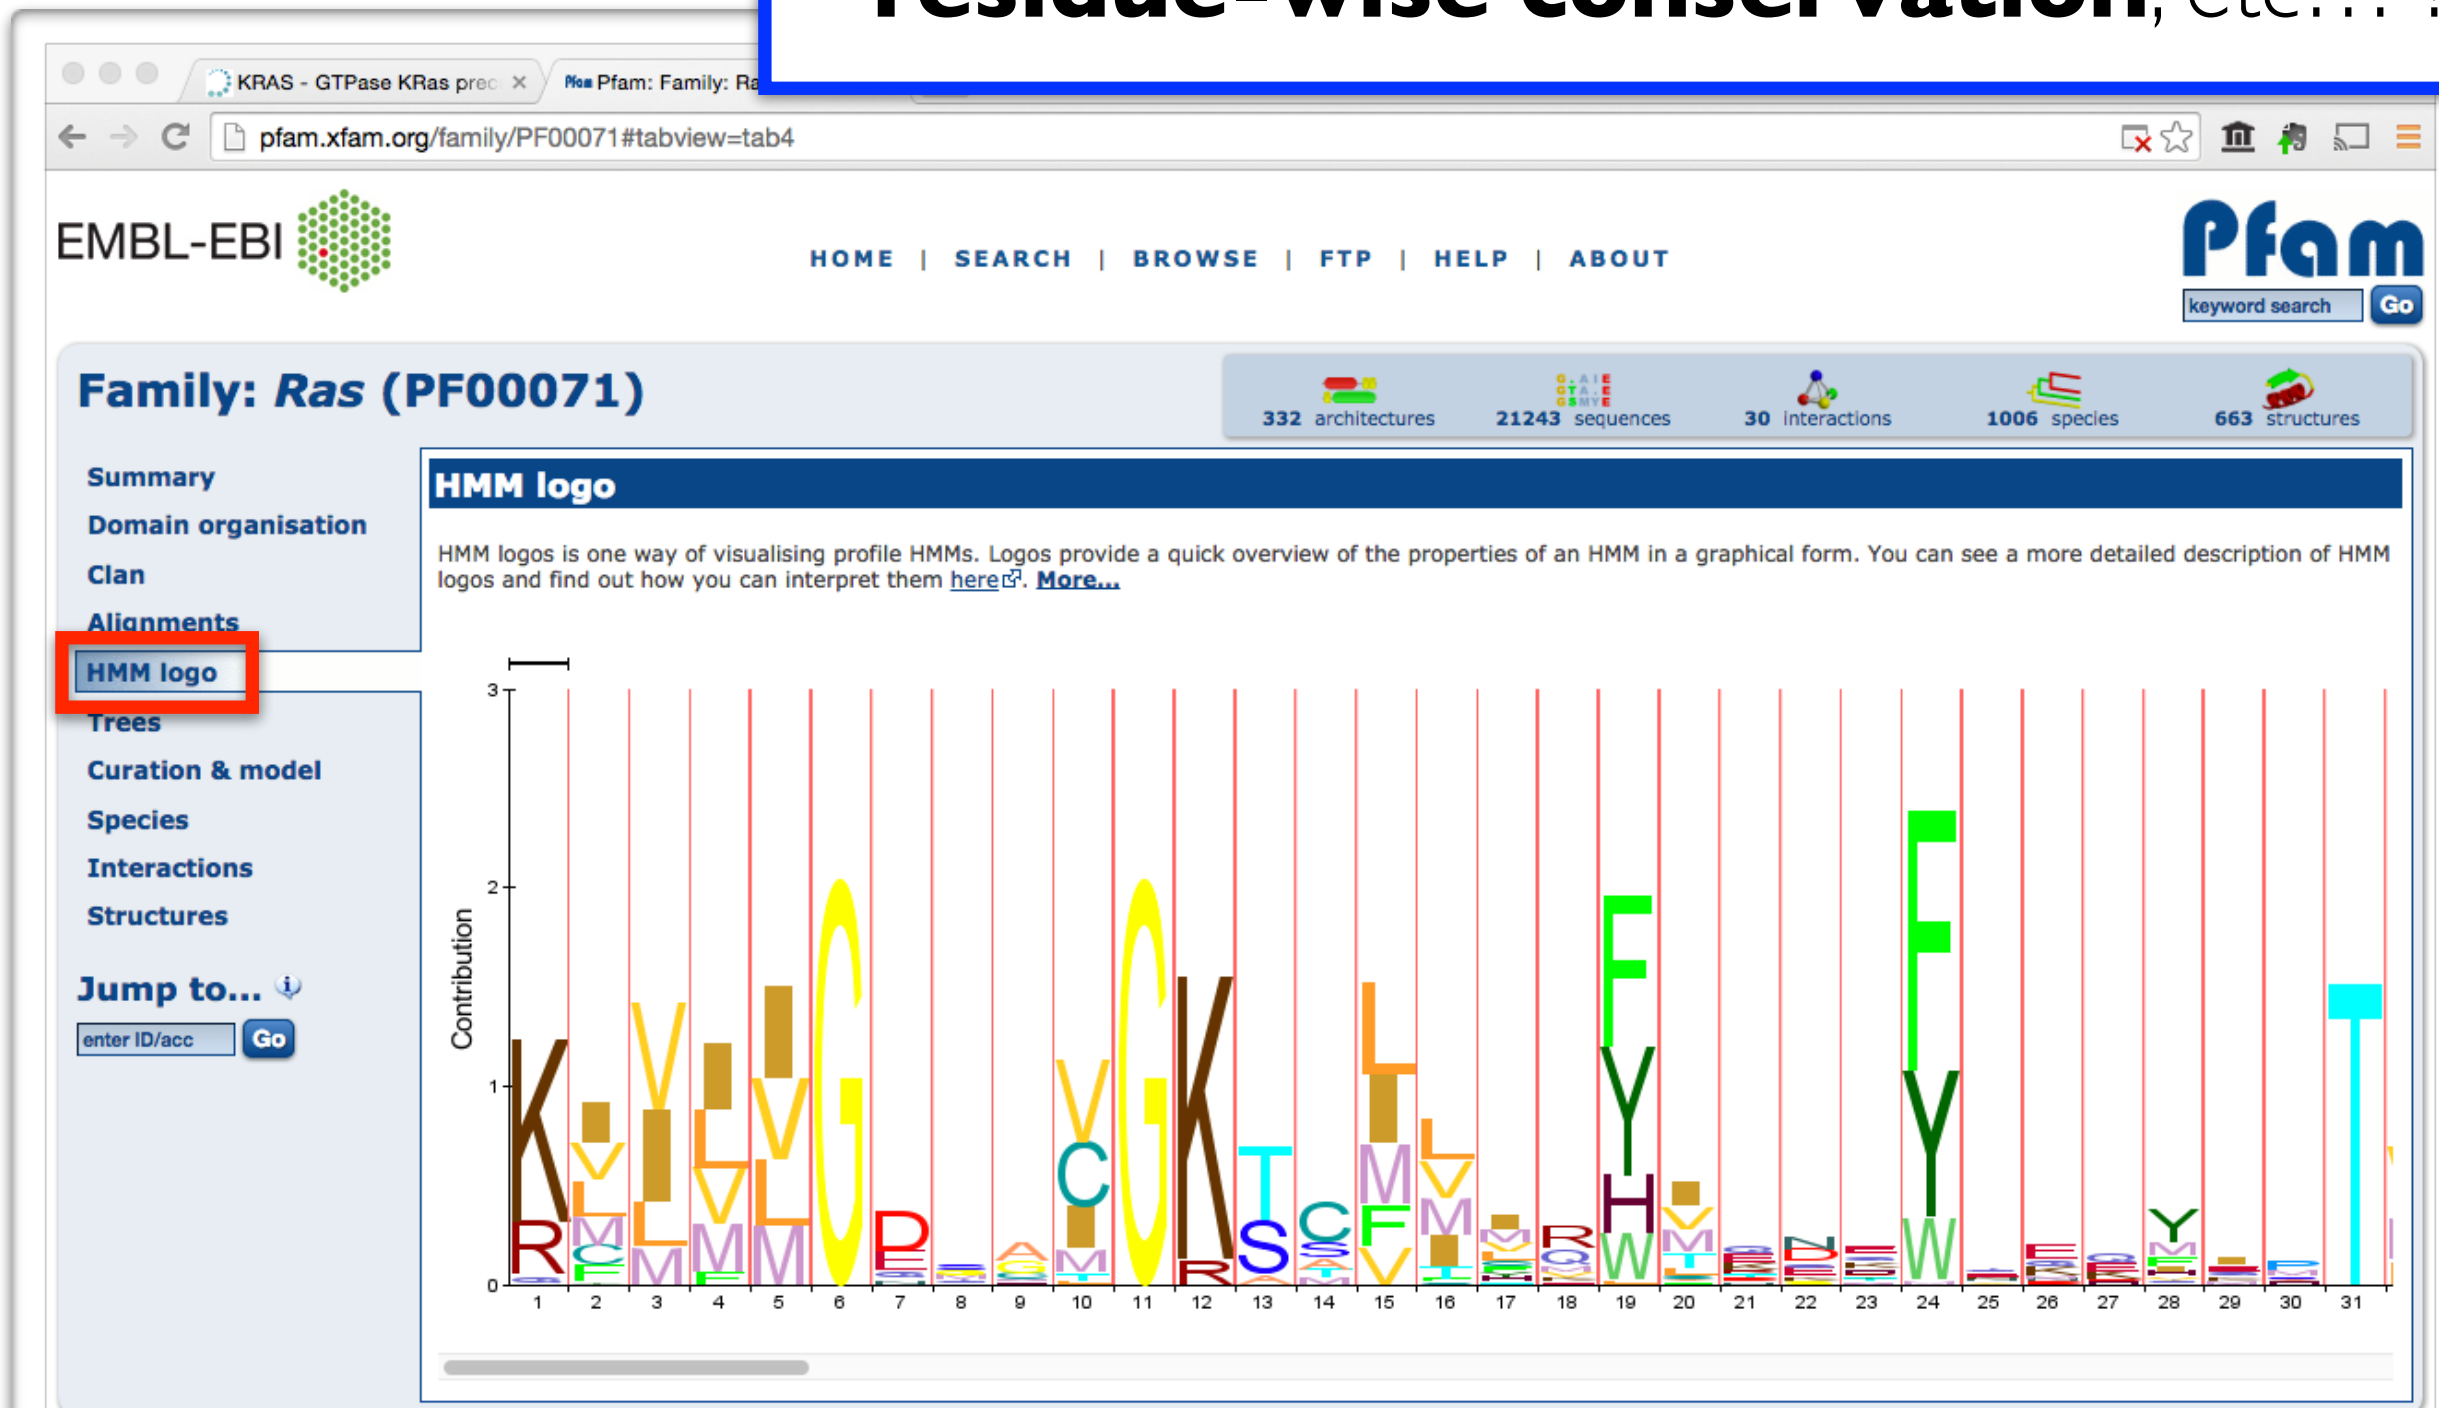 residue-wise conservation, etc...
KRAS - GTPase KRas prec
Pfam Pfam: Family: Ra
pfam.xfam.org/family/PF00071#tabview=tab4
EMBL-EBI
HOME | SEARCH | BROWSE | FTP | HELP | ABOUT
Pfam
keyword search Go
Family: Ras (PF00071)
332 architectures 21243 sequences 30 interactions 1006 species 663 structures
Summary
Domain organisation
Clan
Alignments
HMM logo
Trees
Curation & model
Species
Interactions
Structures
Jump to...
enter ID/acc Go
HMM logo
HMM logos is one way of visualising profile HMMs. Logos provide a quick overview of the properties of an HMM in a graphical form. You can see a more detailed description of HMM
logos and find out how you can interpret them here. More...
Contribution
3
2
1
0
1 2 3 4 5 6 7 8 9 10 11 12 13 14 15 16 17 18 19 20 21 22 23 24 25 26 27 28 29 30 31